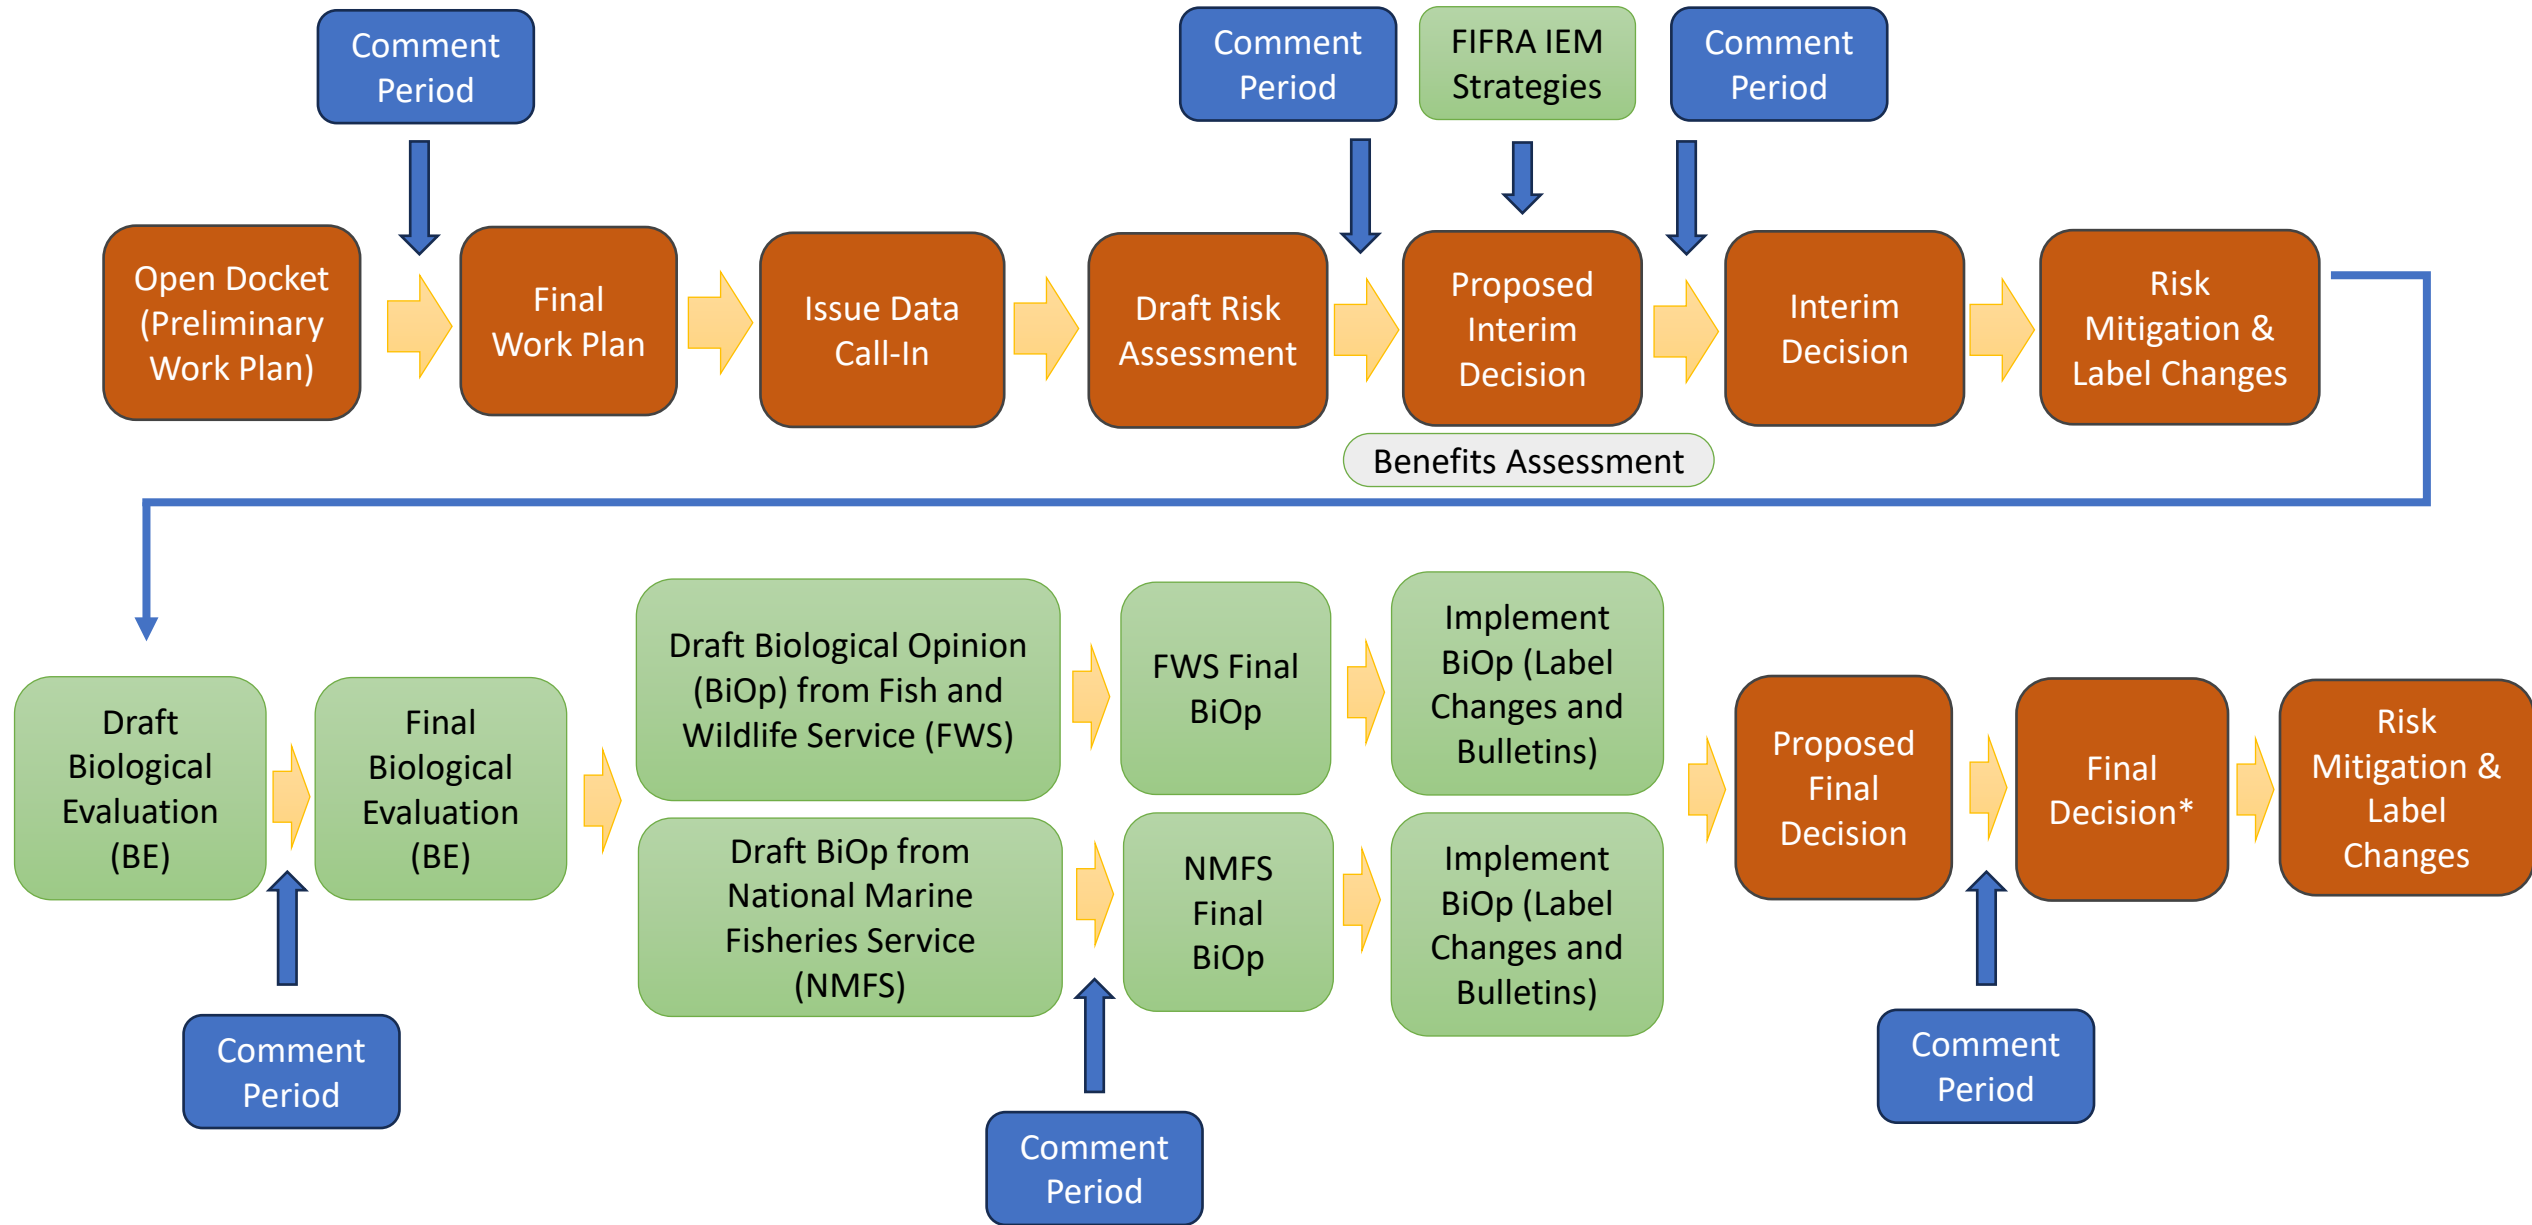 Comment
Period
Comment
Period
FIFRA IEM
Strategies
Comment
Period
Open Docket
(Preliminary
Work Plan)
Final
Work Plan
Issue Data
Call-In
Draft Risk
Assessment
Proposed
Interim
Decision
Interim
Decision
Risk
Mitigation &
Label Changes
Benefits Assessment
Draft
Biological
Evaluation
(BE)
Final
Biological
Evaluation
(BE)
Draft Biological Opinion
(BiOp) from Fish and
Wildlife Service (FWS)
FWS Final
BiOp
Implement
BiOp (Label
Changes and
Bulletins)
Draft BiOp from
National Marine
Fisheries Service
(NMFS)
NMFS
Final
BiOp
Implement
BiOp (Label
Changes and
Bulletins)
Proposed
Final
Decision
Final
Decision*
Risk
Mitigation &
Label
Changes
Comment
Period
Comment
Period
Comment
Period